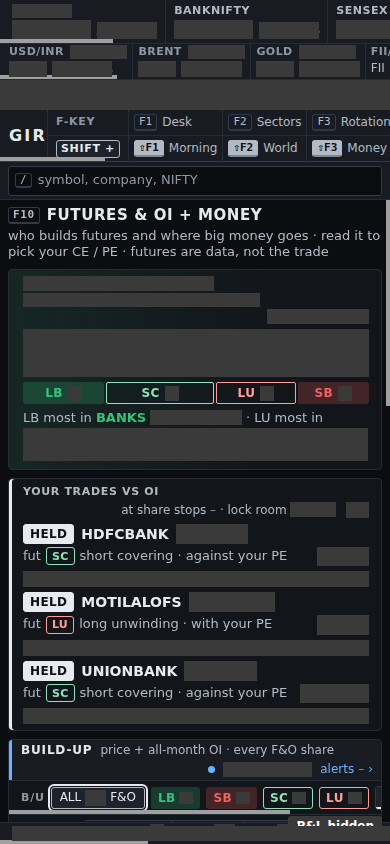 BANKNIFTY SENSEX
USD/INR BRENT GOLD FII/
FII
GIR F-KEY F1 Desk F2 Sectors F3 Rotation
SHIFT + ⇧F1 Morning ⇧F2 World ⇧F3 Money
/ symbol, company, NIFTY
F10 FUTURES & OI + MONEY
who builds futures and where big money goes · read it to
pick your CE / PE · futures are data, not the trade
LB SC LU SB
LB most in BANKS · LU most in
YOUR TRADES VS OI
at share stops – · lock room
HELD HDFCBANK
fut SC short covering · against your PE
HELD MOTILALOFS
fut LU long unwinding · with your PE
HELD UNIONBANK
fut SC short covering · against your PE
BUILD-UP price + all-month OI · every F&O share
● alerts – ›
B/U ALL F&O LB SB SC LU
P&L hidden